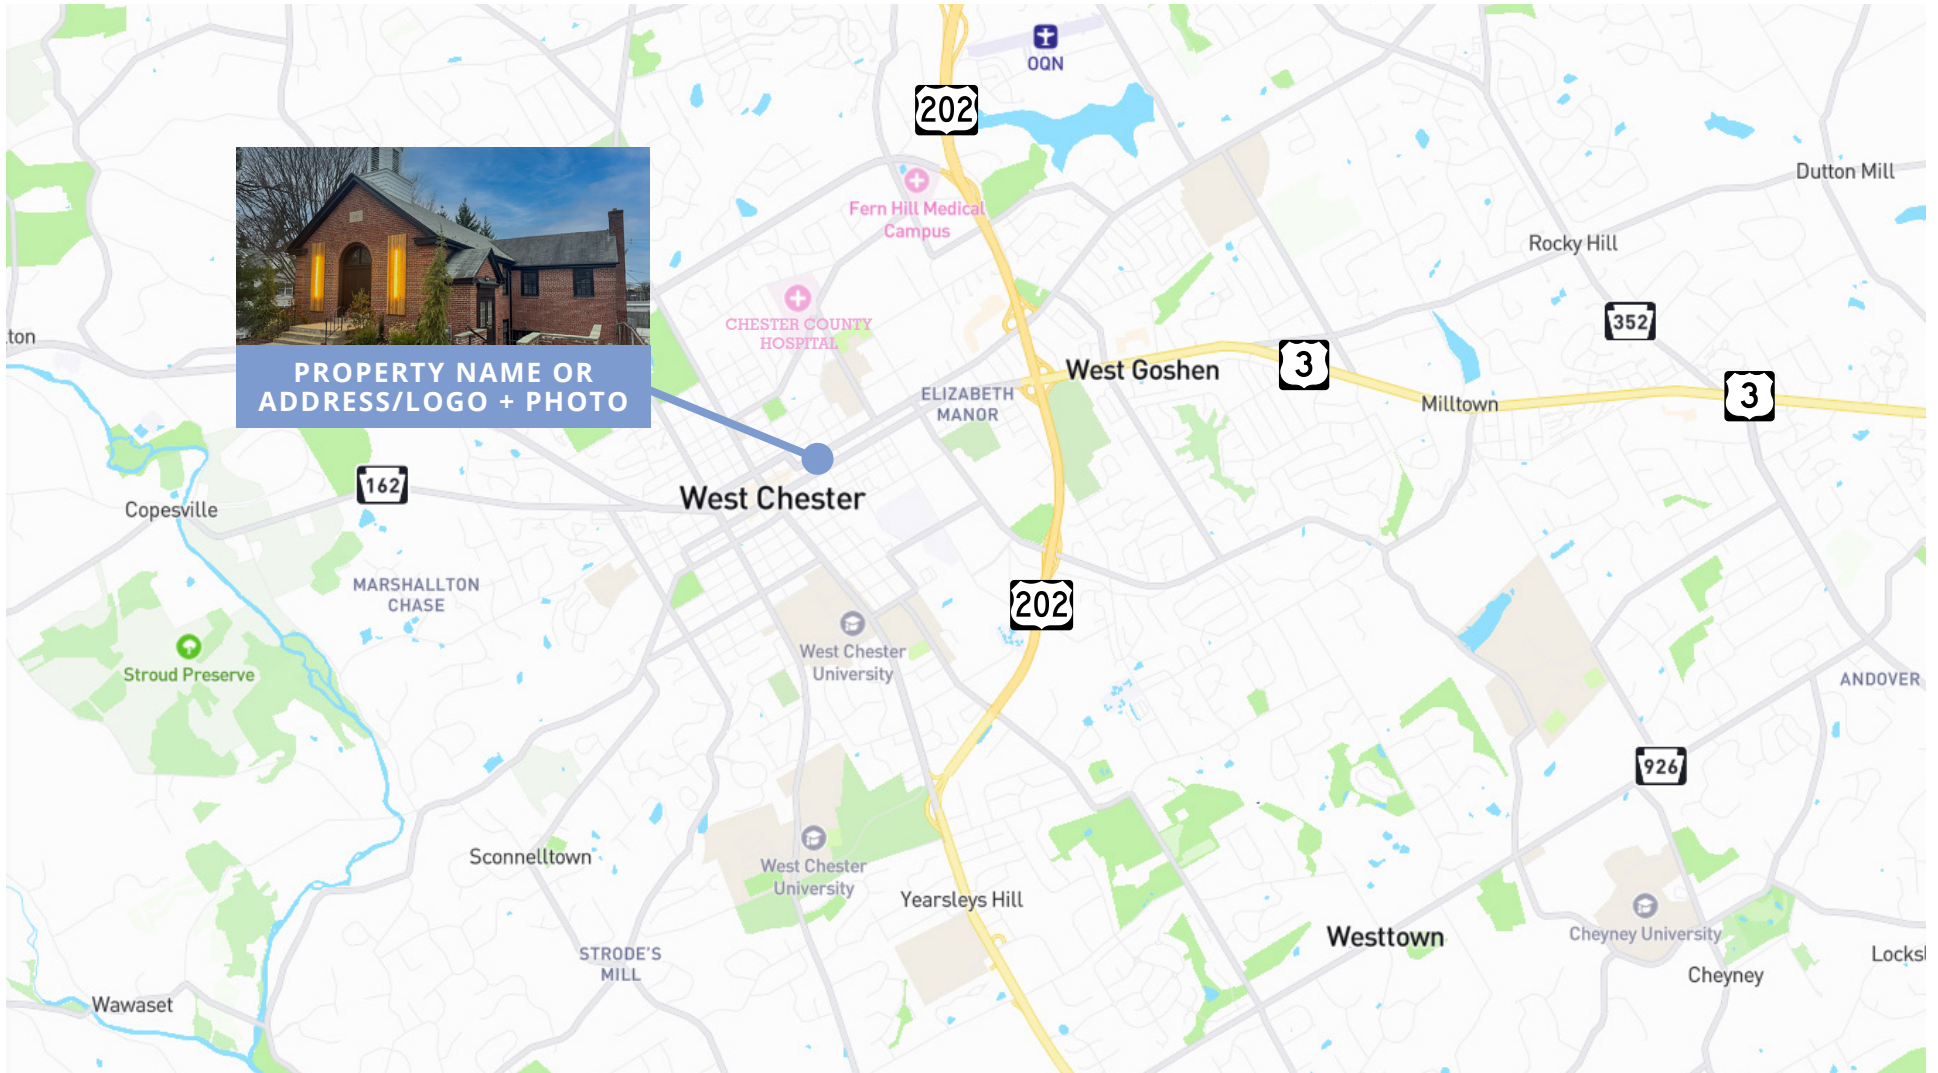 OQN
202
Dutton Mill
Fern Hill Medical
Campus
Rocky Hill
CHESTER COUNTY
HOSPITAL
352
ton
3
West Goshen
PROPERTY NAME OR
ADDRESS/LOGO + PHOTO
ELIZABETH
MANOR
Milltown
3
162
West Chester
Copesville
MARSHALLTON
CHASE
202
West Chester
University
Stroud Preserve
ANDOVER
926
Sconnelltown
West Chester
University
Yearsleys Hill
Westtown
Cheyney University
STRODE'S
MILL
Locksl
Cheyney
Wawaset